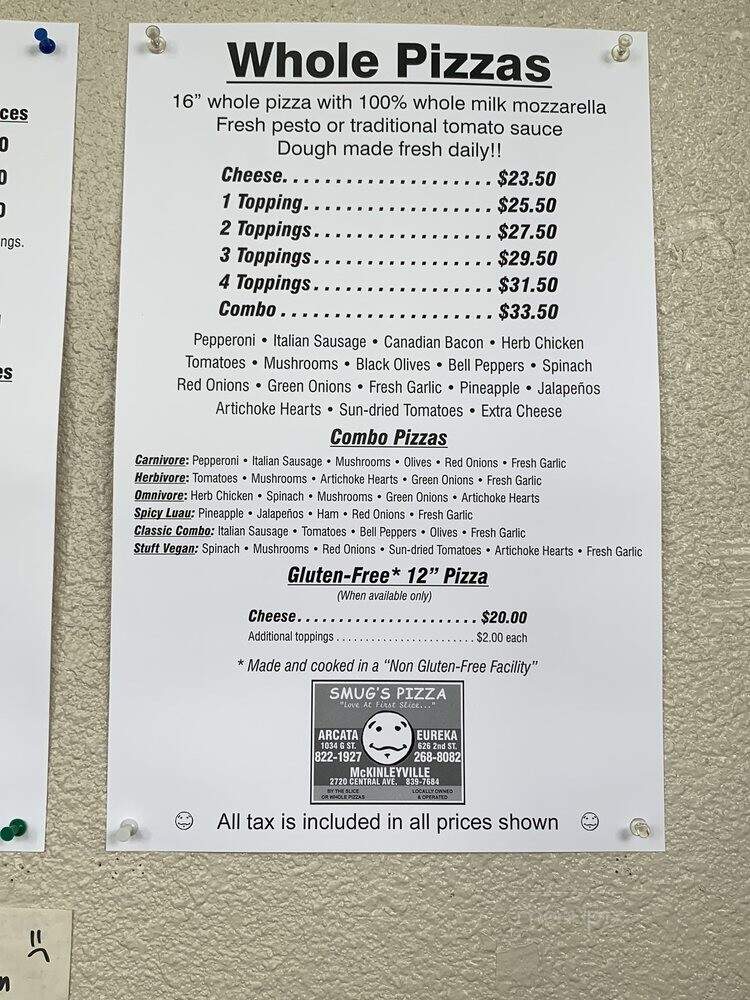 ces
0
0
ngs.
es
Whole Pizzas
16” whole pizza with 100% whole milk mozzarella
Fresh pesto or traditional tomato sauce
Dough made fresh daily!!
Cheese. . . . . . . . . . . . . . . . . . . . $23.50
1 Topping. . . . . . . . . . . . . . . . . . $25.50
2 Toppings. . . . . . . . . . . . . . . . . $27.50
3 Toppings. . . . . . . . . . . . . . . . . $29.50
4 Toppings. . . . . . . . . . . . . . . . . $31.50
Combo . . . . . . . . . . . . . . . . . . . . $33.50
Pepperoni • Italian Sausage • Canadian Bacon • Herb Chicken
Tomatoes • Mushrooms • Black Olives • Bell Peppers • Spinach
Red Onions • Green Onions • Fresh Garlic • Pineapple • Jalapeños
Artichoke Hearts • Sun-dried Tomatoes • Extra Cheese
Combo Pizzas
Carnivore: Pepperoni • Italian Sausage • Mushrooms • Olives • Red Onions • Fresh Garlic
Herbivore: Tomatoes • Mushrooms • Artichoke Hearts • Green Onions • Fresh Garlic
Omnivore: Herb Chicken • Spinach • Mushrooms • Green Onions • Artichoke Hearts
Spicy Luau: Pineapple • Jalapeños • Ham • Red Onions • Fresh Garlic
Classic Combo: Italian Sausage • Tomatoes • Bell Peppers • Olives • Fresh Garlic
Stuft Vegan: Spinach • Mushrooms • Red Onions • Sun-dried Tomatoes • Artichoke Hearts • Fresh Garlic
Gluten-Free* 12” Pizza
(When available only)
Cheese. . . . . . . . . . . . . . . . . . . . . . $20.00
Additional toppings . . . . . . . . . . . . . . . . . . . . . . . $2.00 each
* Made and cooked in a “Non Gluten-Free Facility”
SMUG'S PIZZA
"Love At First Slice..."
ARCATA EUREKA
1034 G ST. 626 2nd ST.
822-1927 268-8082
McKINLEYVILLE
2720 CENTRAL AVE. 839-7684
BY THE SLICE LOCALLY OWNED
OR WHOLE PIZZAS & OPERATED
All tax is included in all prices shown